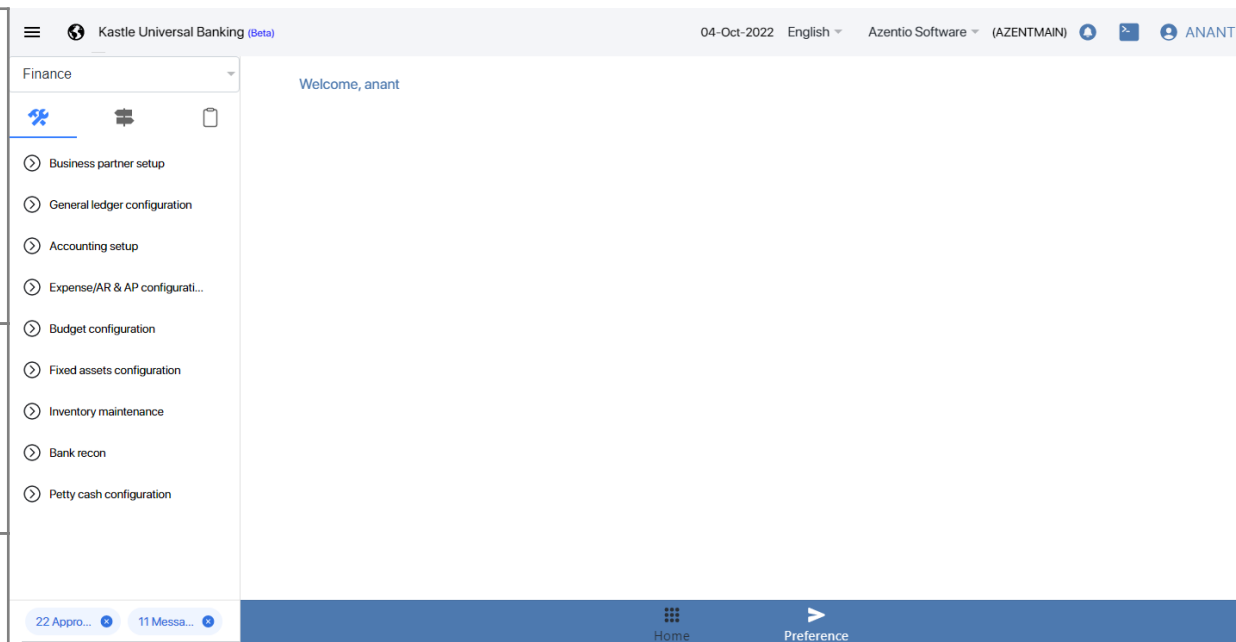 Kastle Universal Banking (Beta)
04-Oct-2022 English Azentio Software (AZENTMAIN) ANANT
Finance
Welcome, anant
Business partner setup
General ledger configuration
Accounting setup
Expense/AR & AP configurati...
Budget configuration
Fixed assets configuration
Inventory maintenance
Bank recon
Petty cash configuration
22 Appro... 11 Messa...
Home Preference